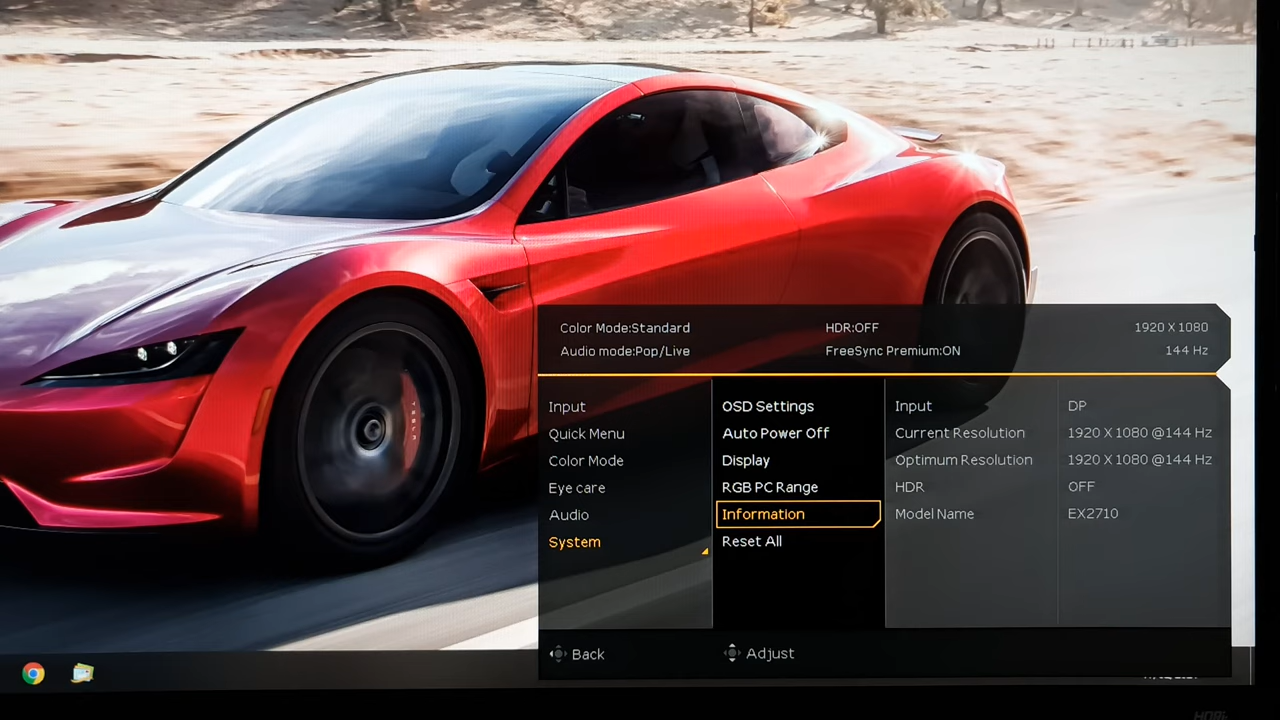 TESLA
Color Mode:Standard
HDR:OFF
1920 X 1080
Audio mode:Pop/Live
FreeSync Premium:ON
144 Hz
Input
Quick Menu
Color Mode
Eye care
Audio
System
OSD Settings
Auto Power Off
Display
RGB PC Range
Information
Reset All
Input DP
Current Resolution 1920 X 1080 @144 Hz
Optimum Resolution 1920 X 1080 @144 Hz
HDR OFF
Model Name EX2710
Back
Adjust